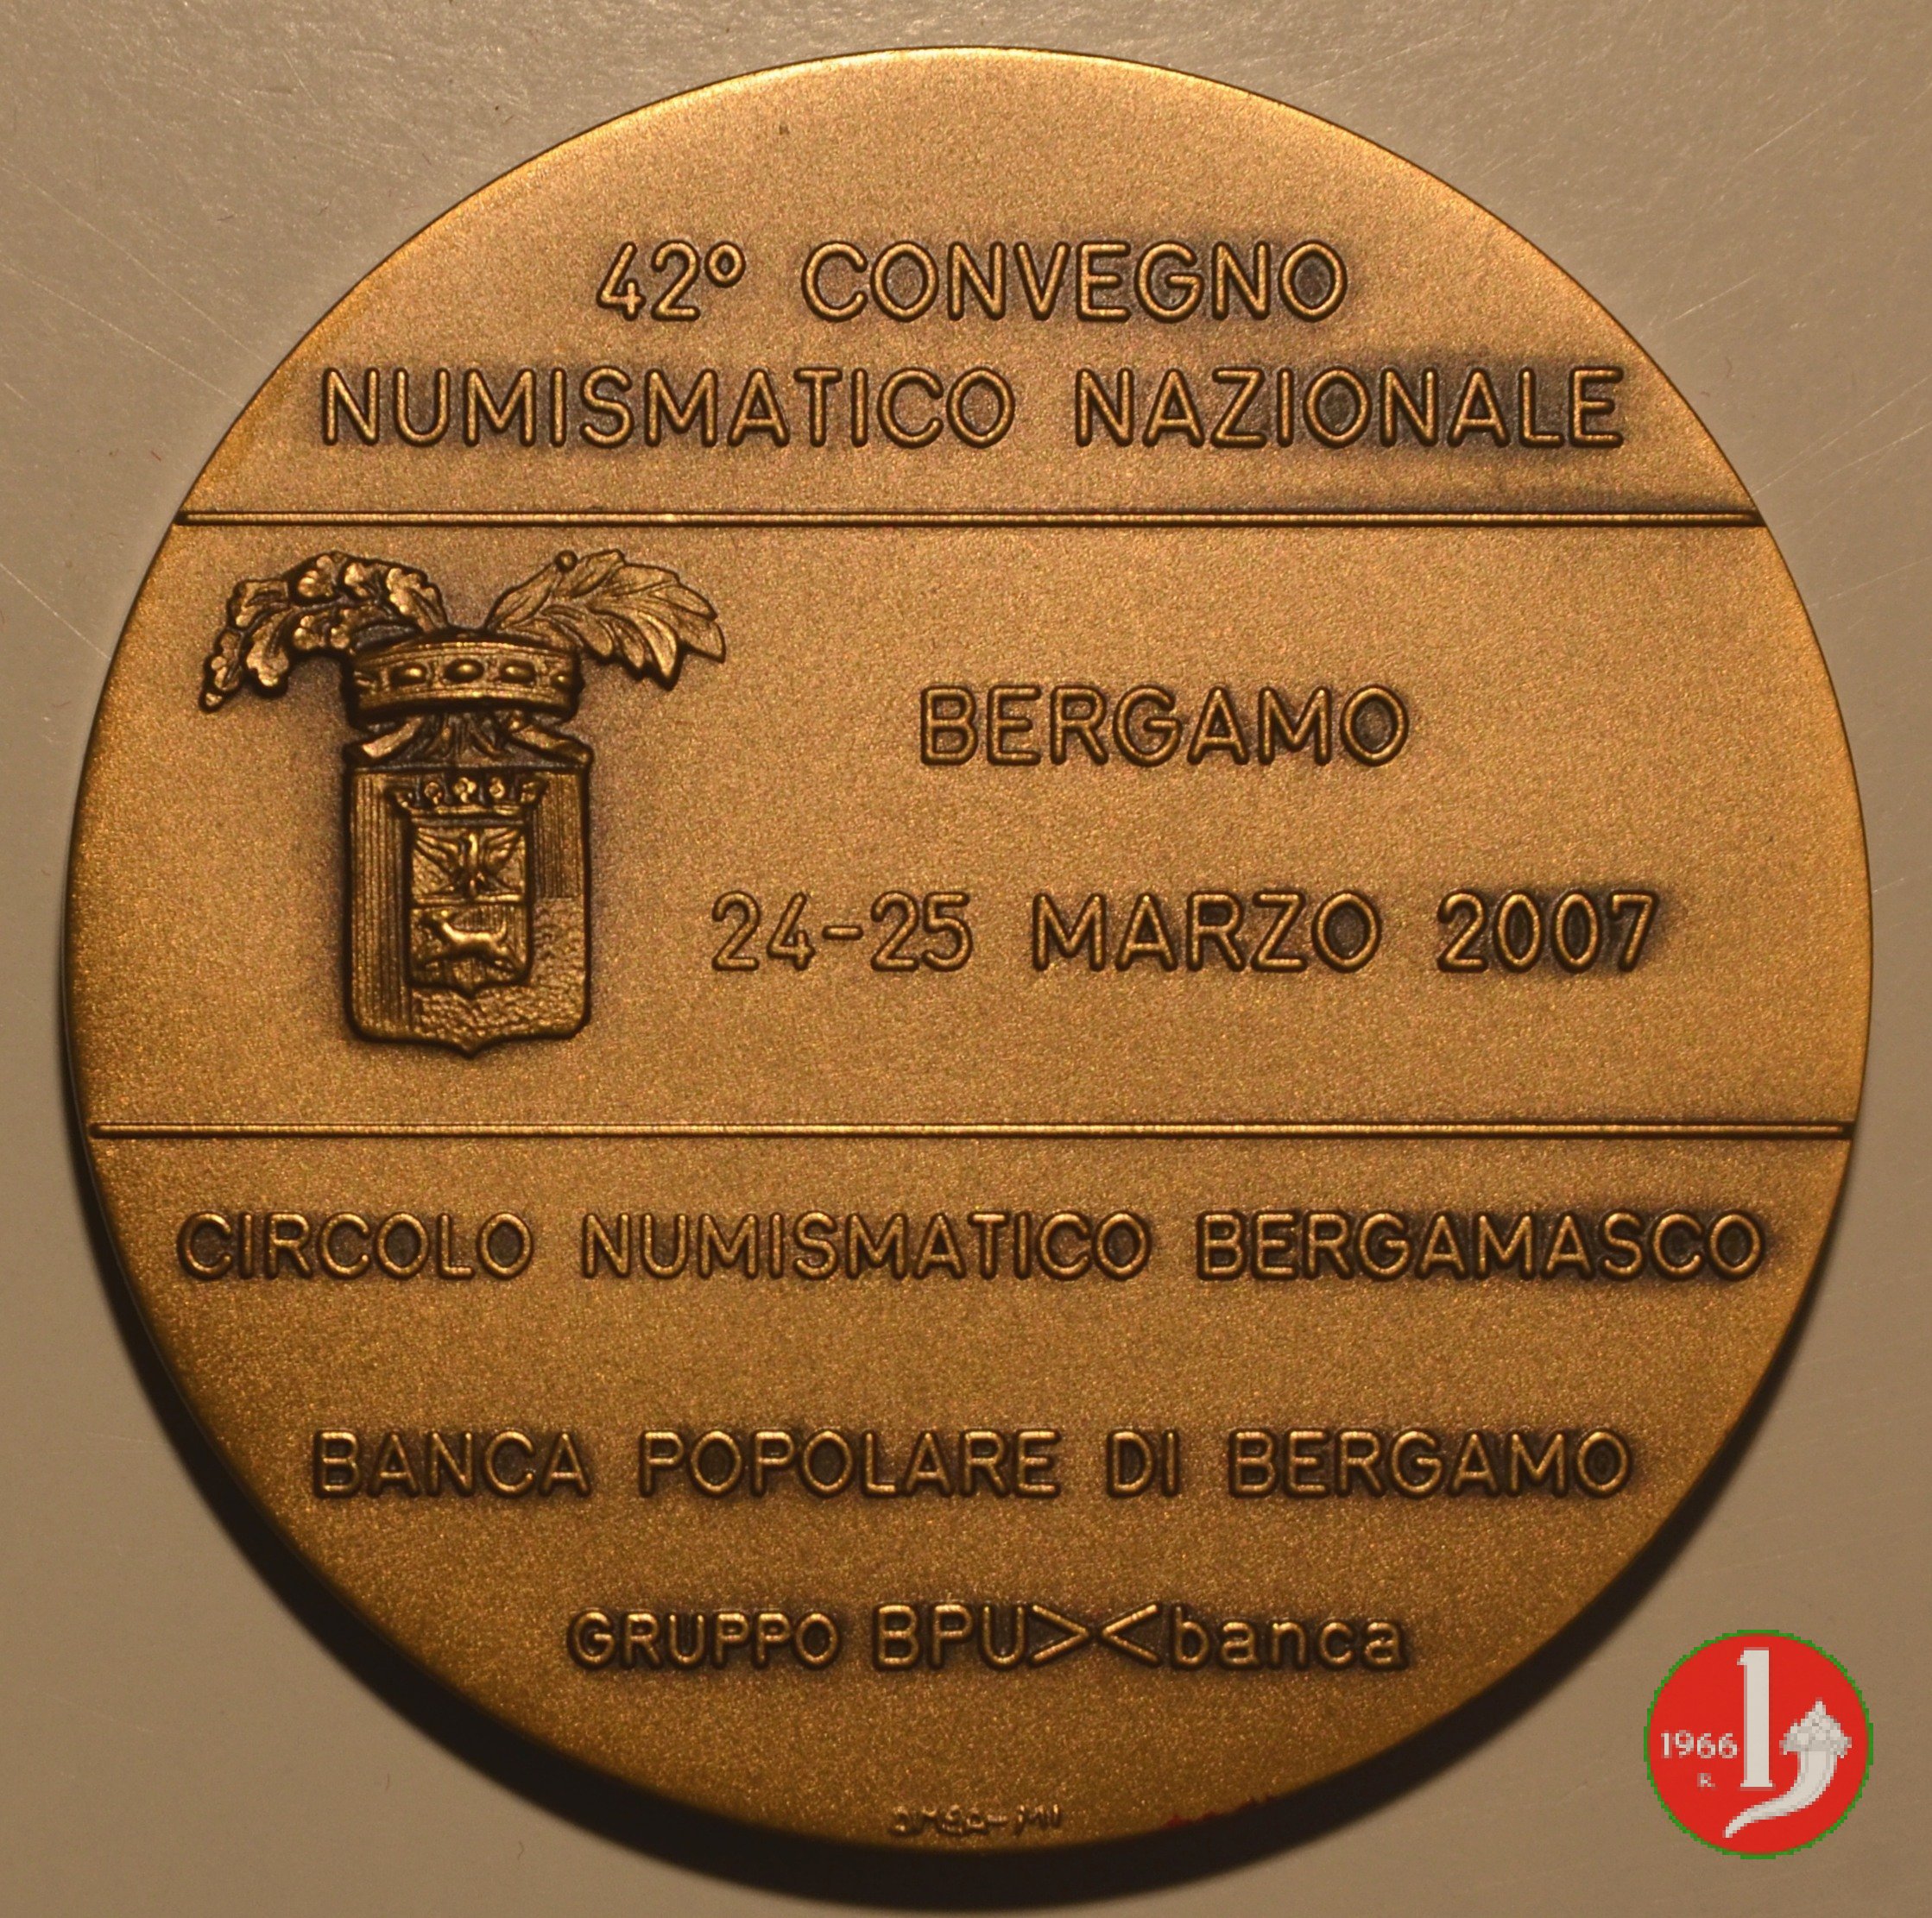 42° CONVEGNO
NUMISMATICO NAZIONALE
BERGAMO
24-25 MARZO 2007
CIRCOLO NUMISMATICO BERGAMASCO
BANCA POPOLARE DI BERGAMO
GRUPPO BPU><banca
1966
R.